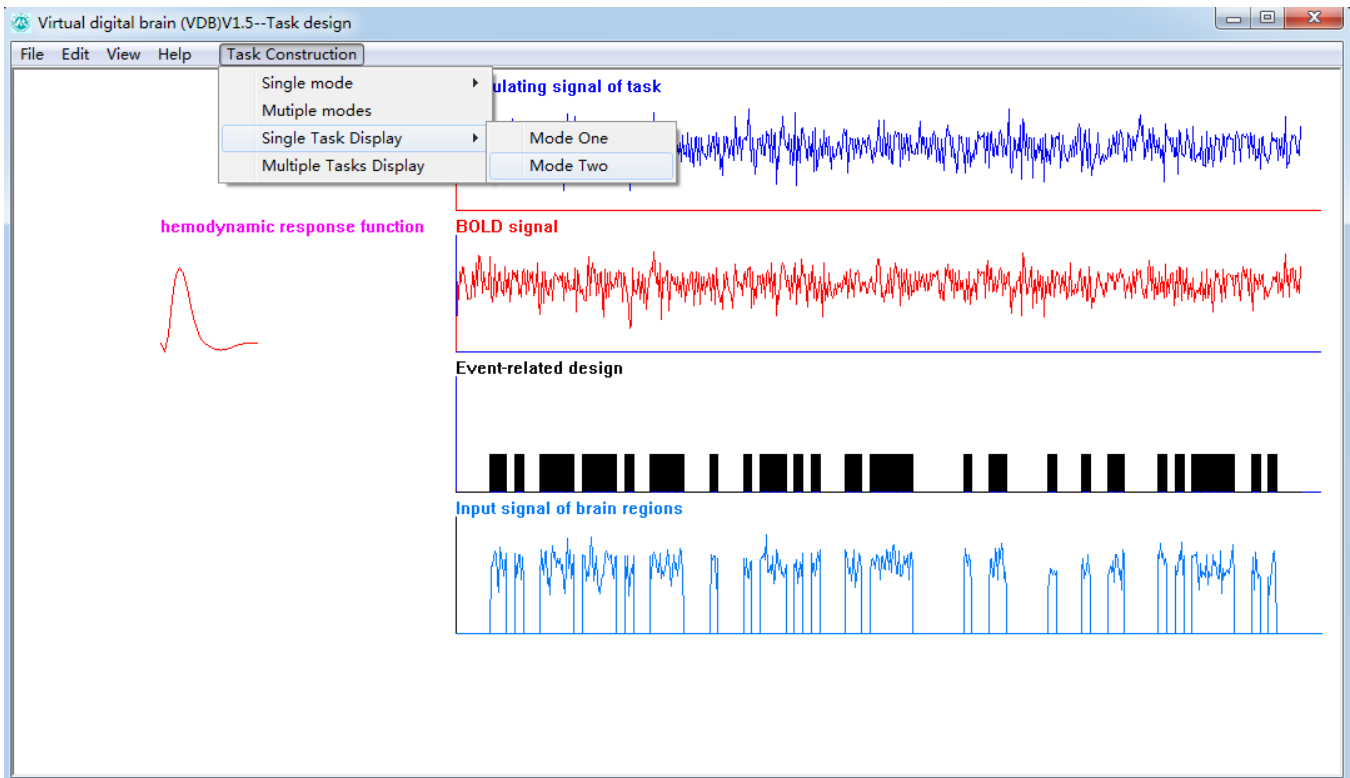 Virtual digital brain (VDB)V1.5--Task design
File Edit View Help Task Construction
Single mode
Mutiple modes
Single Task Display
Multiple Tasks Display
Mode One
Mode Two
ulating signal of task
hemodynamic response function
BOLD signal
Event-related design
Input signal of brain regions